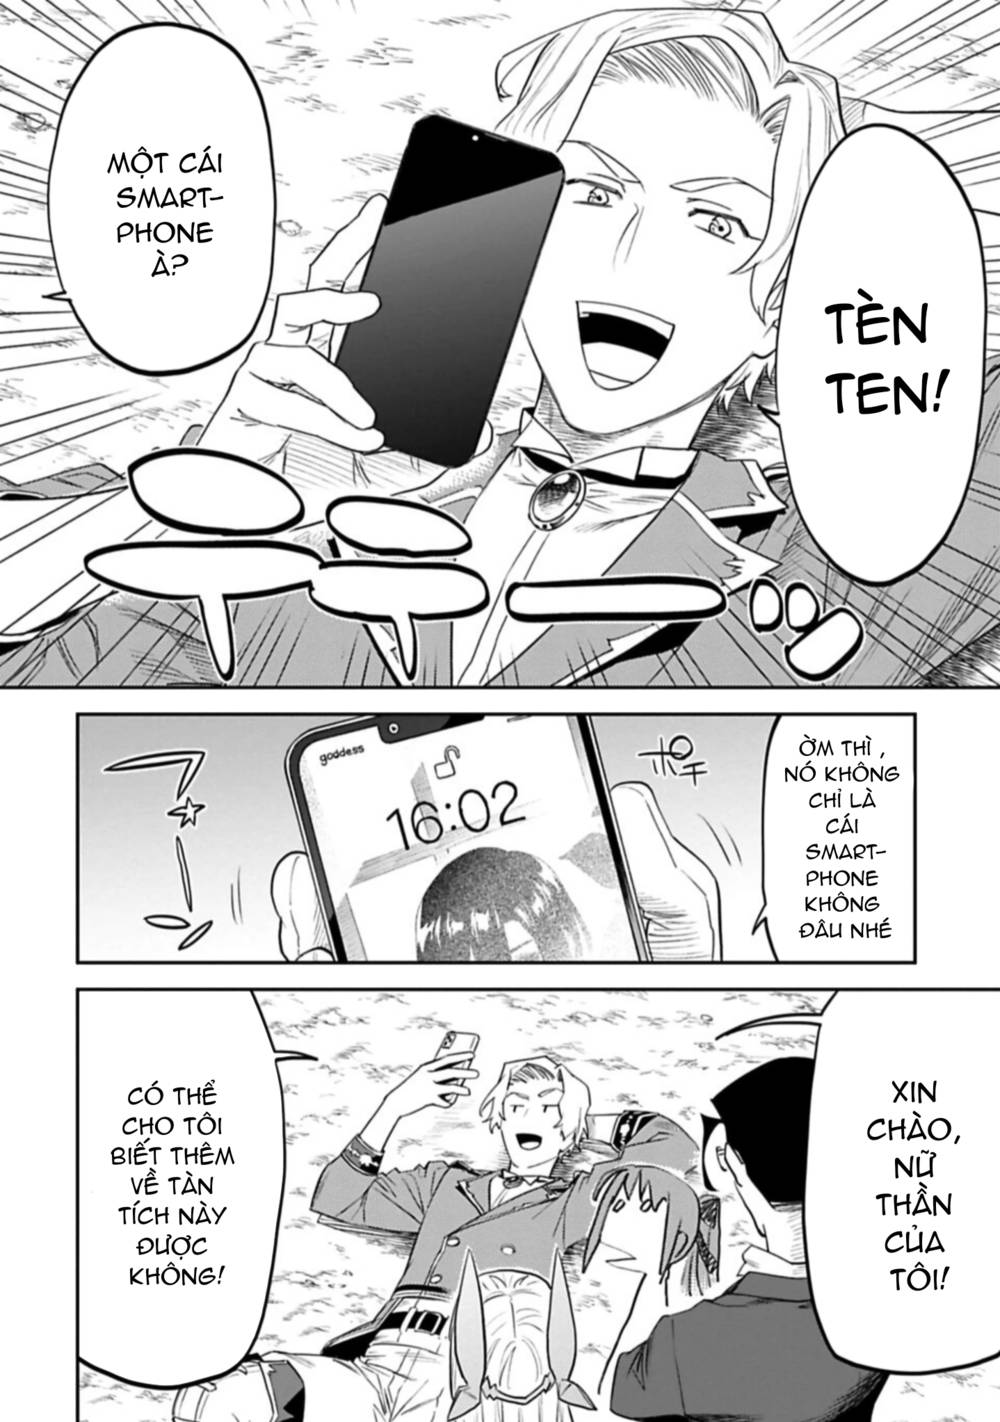 TÈN
TEN!
MỘT CÁI
SMART-
PHONE
À?
ỜM THÌ,
NÓ KHÔNG
CHỈ LÀ
CÁI
SMART-
PHONE
KHÔNG
ĐÂU NHÉ
ポチ
goddess
16:02
XIN
CHÀO,
NỮ
THẦN CỦA
TÔI!
CÓ THỂ
CHO TÔI
BIẾT THÊM
VỀ TÀN
TÍCH NÀY
ĐƯỢC
KHÔNG!